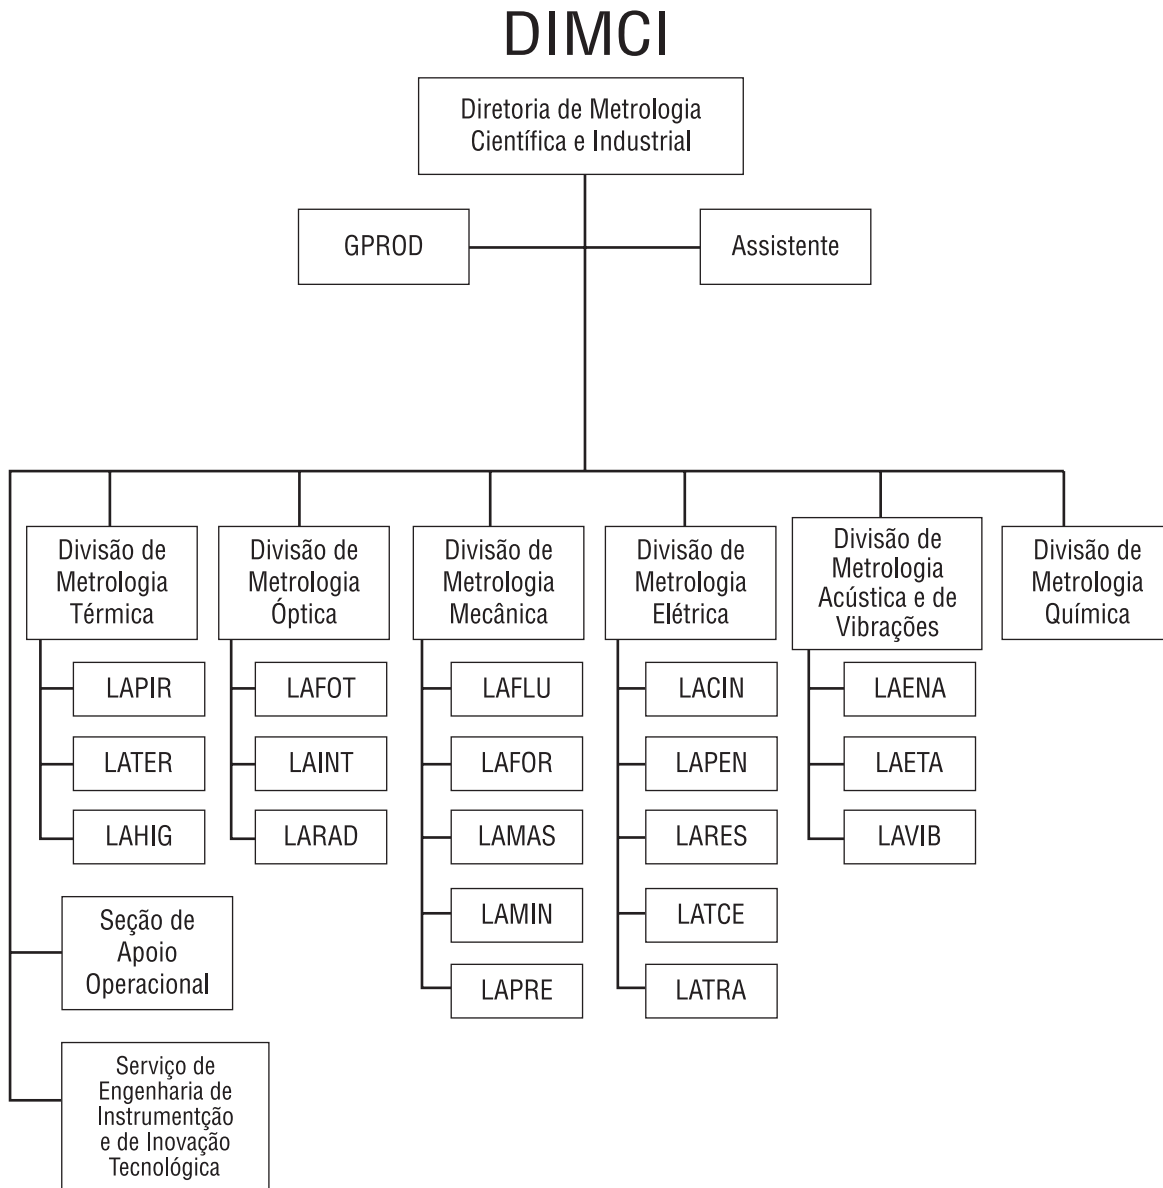 DIMCI
Diretoria de Metrologia
Científica e Industrial
GPROD
Assistente
Divisão de
Metrologia
Térmica
Divisão de
Metrologia
Óptica
Divisão de
Metrologia
Mecânica
Divisão de
Metrologia
Elétrica
Divisão de
Metrologia
Acústica e de
Vibrações
Divisão de
Metrologia
Química
LAPIR
LATER
LAHIG
LAFOT
LAINT
LARAD
LAFLU
LAFOR
LAMAS
LAMIN
LAPRE
LACIN
LAPEN
LARES
LATCE
LATRA
LAENA
LAETA
LAVIB
Seção de
Apoio
Operacional
Serviço de
Engenharia de
Instrumentção
e de Inovação
Tecnológica